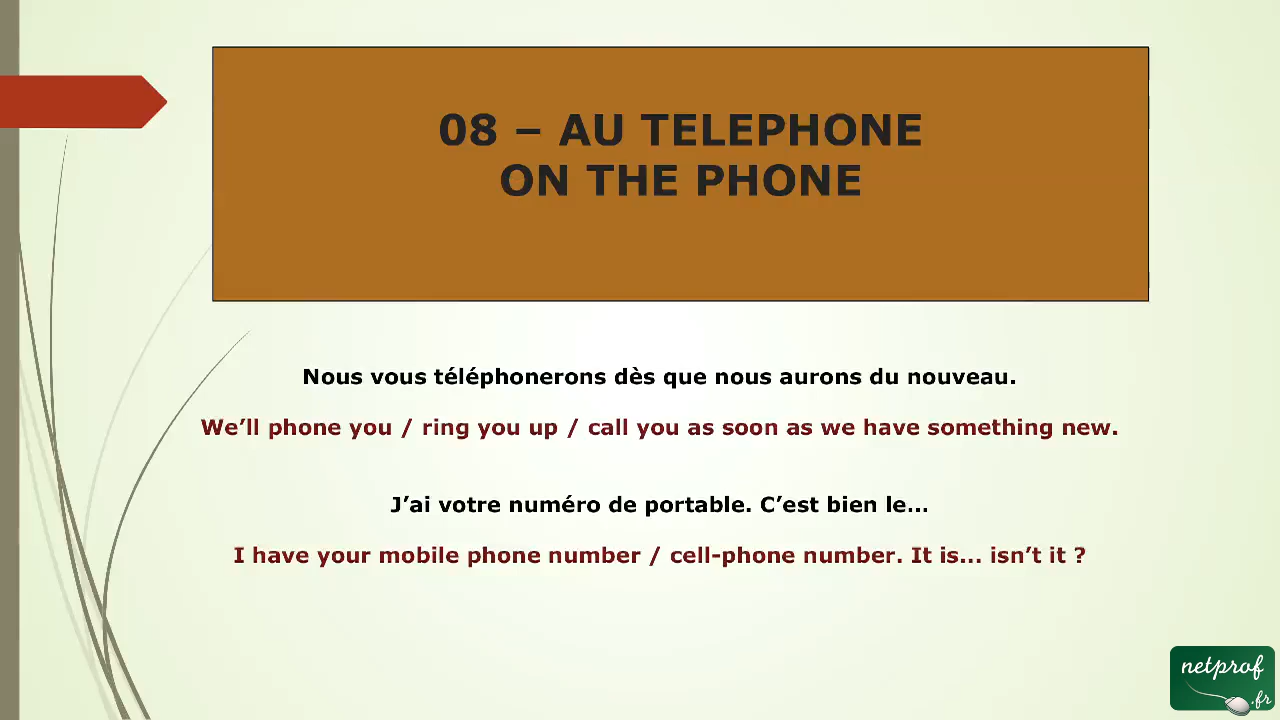 08 – AU TELEPHONE
ON THE PHONE
Nous vous téléphonerons dès que nous aurons du nouveau.
We’ll phone you / ring you up / call you as soon as we have something new.
J’ai votre numéro de portable. C’est bien le…
I have your mobile phone number / cell-phone number. It is… isn’t it ?
netprof
.fr